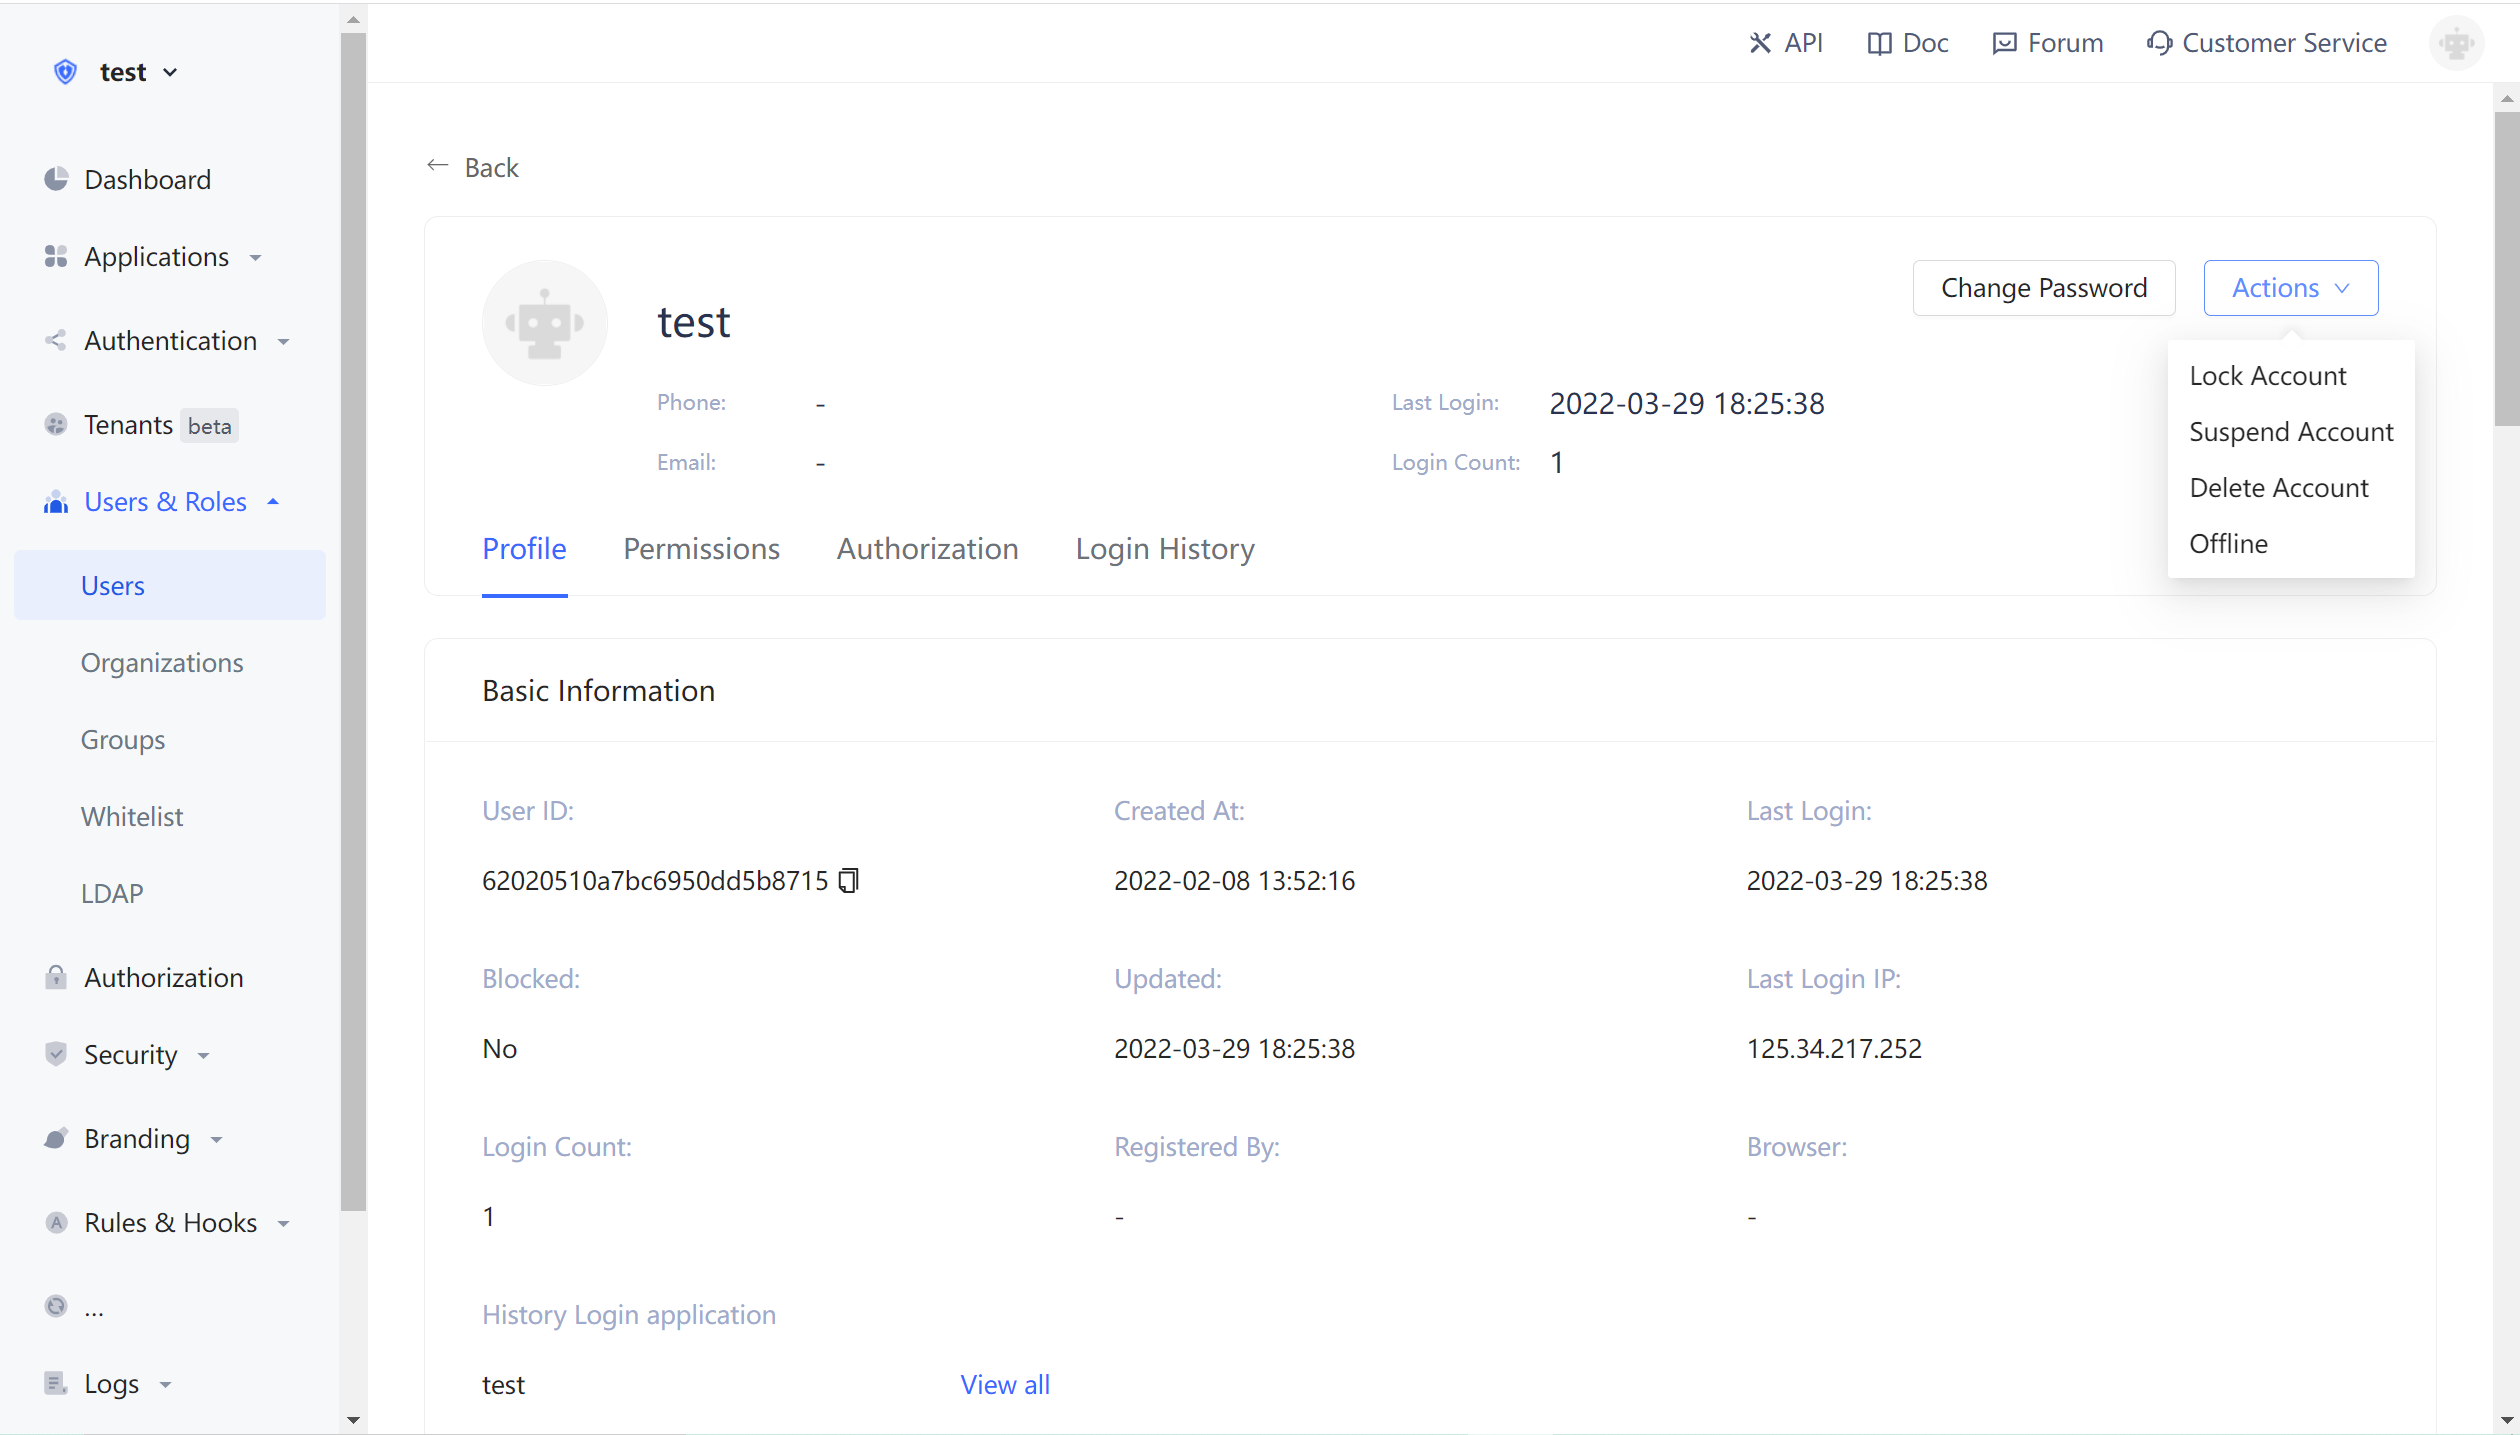 test
API
Doc
Forum
Customer Service
Dashboard
Applications
Authentication
Tenants beta
Users & Roles
Users
Organizations
Groups
Whitelist
LDAP
Authorization
Security
Branding
Rules & Hooks
...
Logs
Back
test
Change Password
Actions
Lock Account
Suspend Account
Delete Account
Offline
Phone: -
Last Login: 2022-03-29 18:25:38
Email: -
Login Count: 1
Profile
Permissions
Authorization
Login History
Basic Information
User ID:
62020510a7bc6950dd5b8715
Created At:
2022-02-08 13:52:16
Last Login:
2022-03-29 18:25:38
Blocked:
No
Updated:
2022-03-29 18:25:38
Last Login IP:
125.34.217.252
Login Count:
1
Registered By:
-
Browser:
-
History Login application
test
View all